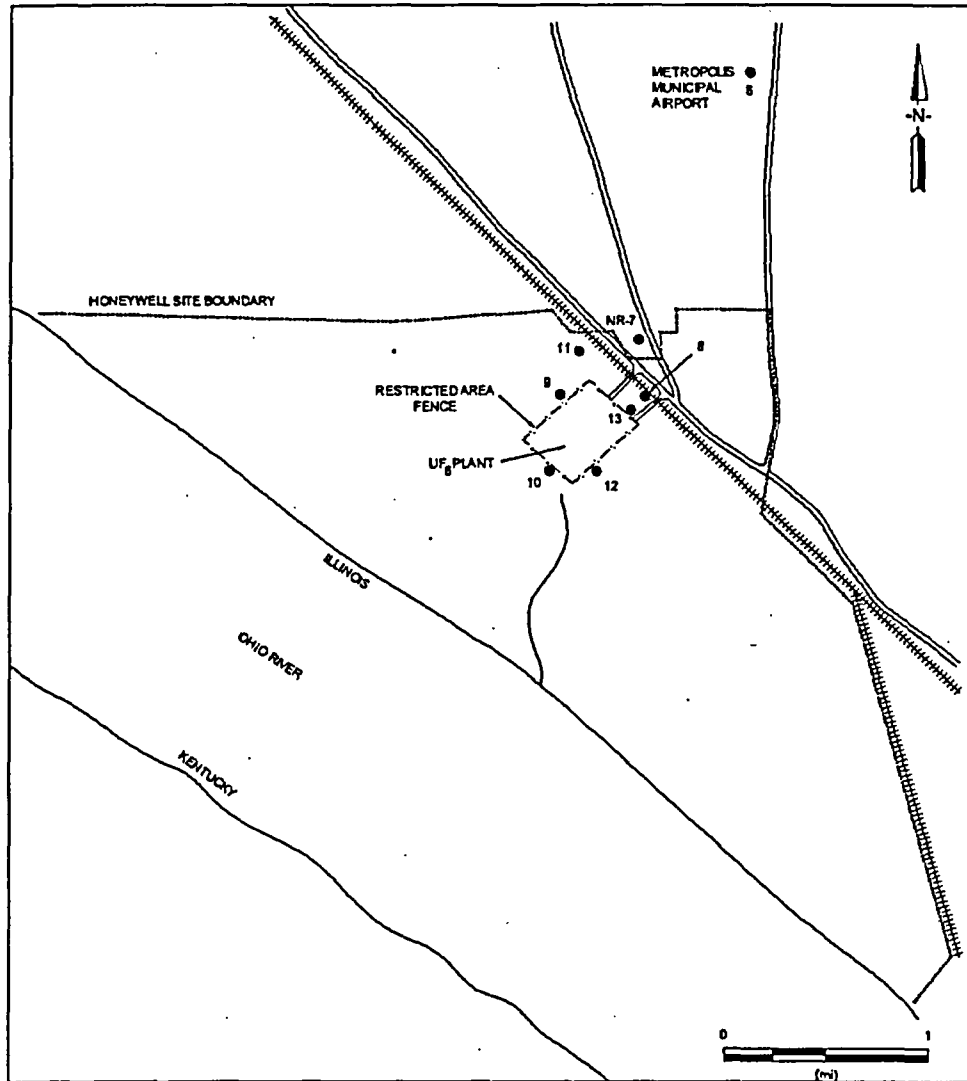 METROPOLIS
MUNICIPAL
AIRPORT
-N-
HONEYWELL SITE BOUNDARY
NR-7
11
8
9
RESTRICTED AREA
FENCE
13
UF6 PLANT
10
12
ILLINOIS
OHIO RIVER
KENTUCKY
0
1
(mi)